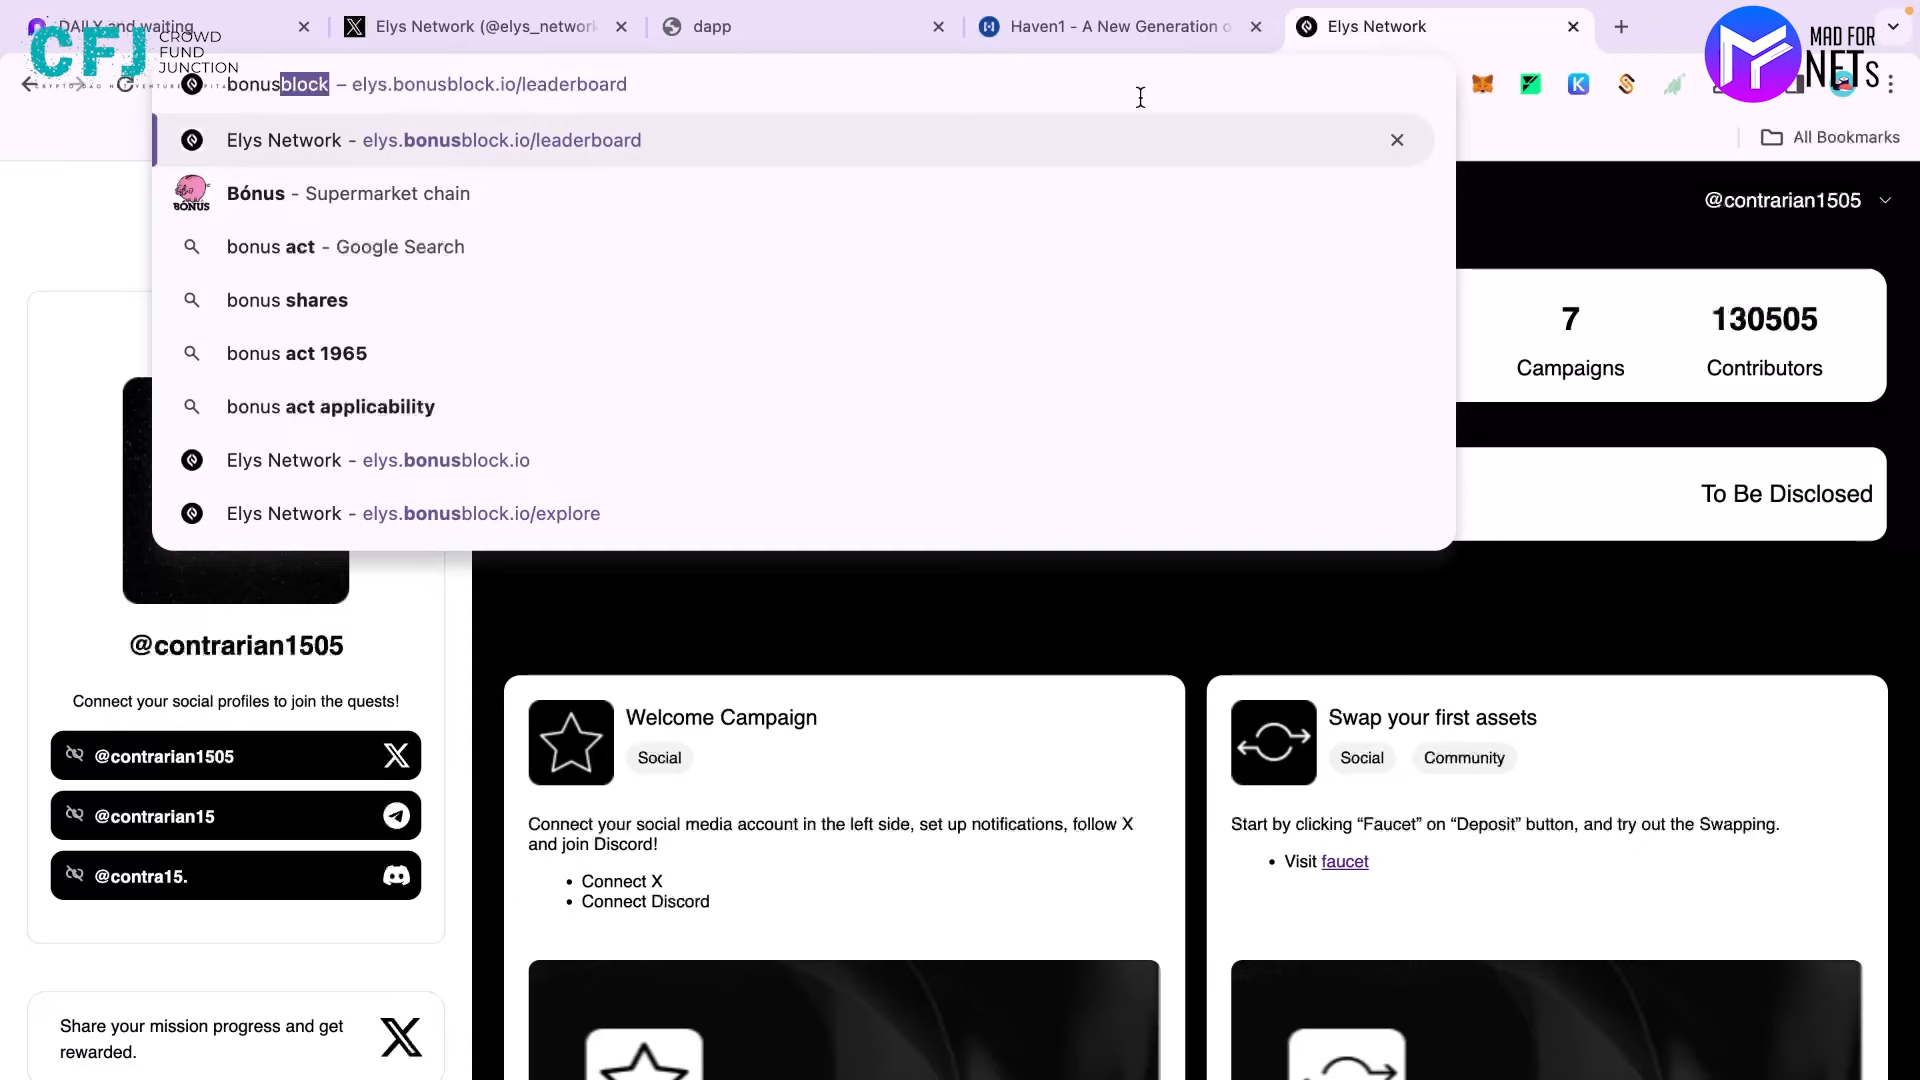 DAILY and waiting
Elys Network (@elys_network
dapp
Haven1 - A New Generation o
Elys Network
CFJ
CROWD
FUND
JUNCTION
MAD FOR
NFTs
bonusblock – elys.bonusblock.io/leaderboard
Elys Network - elys.bonusblock.io/leaderboard
All Bookmarks
BÓNUS
Bónus - Supermarket chain
@contrarian1505
bonus act - Google Search
bonus shares
7
130505
bonus act 1965
Campaigns
Contributors
bonus act applicability
Elys Network - elys.bonusblock.io
To Be Disclosed
Elys Network - elys.bonusblock.io/explore
@contrarian1505
Connect your social profiles to join the quests!
@contrarian1505
@contrarian15
@contra15.
Share your mission progress and get
rewarded.
Welcome Campaign
Social
Connect your social media account in the left side, set up notifications, follow X
and join Discord!
• Connect X
• Connect Discord
Swap your first assets
Social
Community
Start by clicking “Faucet” on “Deposit” button, and try out the Swapping.
• Visit faucet